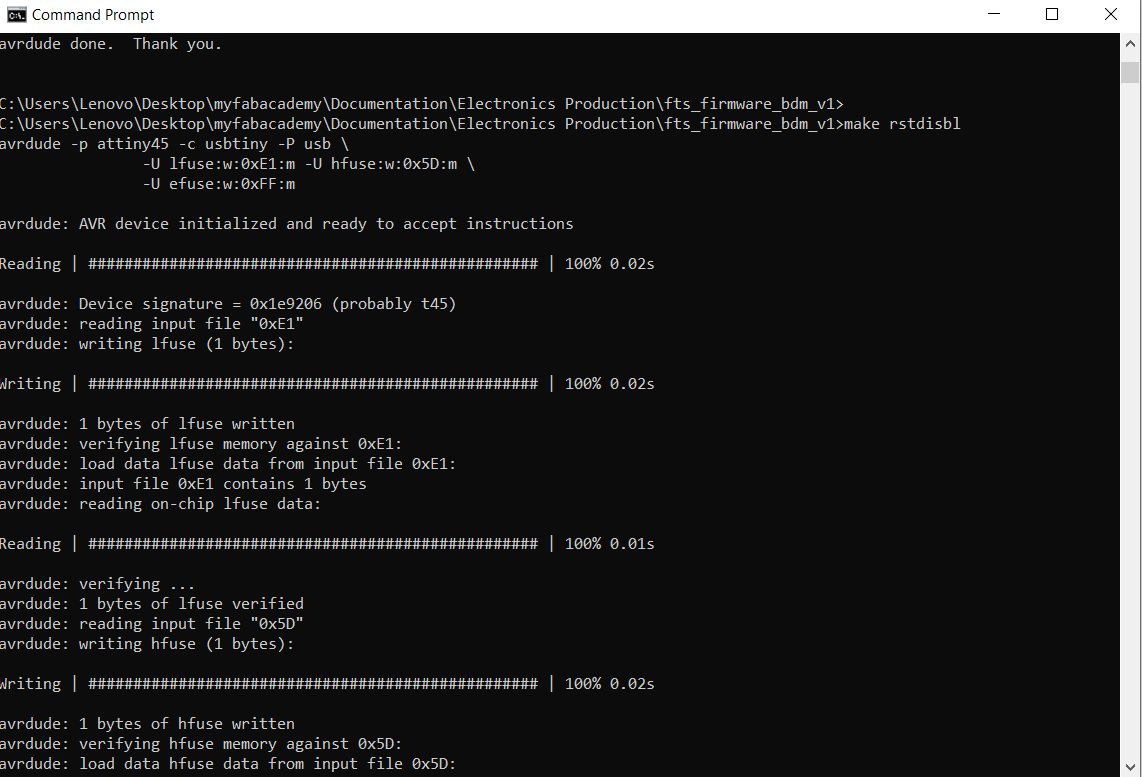 Command Prompt
avrdude done.  Thank you.
C:\Users\Lenovo\Desktop\myfabacademy\Documentation\Electronics Production\fts_firmware_bdm_v1>
C:\Users\Lenovo\Desktop\myfabacademy\Documentation\Electronics Production\fts_firmware_bdm_v1>make rstdisbl
avrdude -p attiny45 -c usbtiny -P usb \
-U lfuse:w:0xE1:m -U hfuse:w:0x5D:m \
-U efuse:w:0xFF:m
avrdude: AVR device initialized and ready to accept instructions
Reading | ################################################## | 100% 0.02s
avrdude: Device signature = 0x1e9206 (probably t45)
avrdude: reading input file "0xE1"
avrdude: writing lfuse (1 bytes):
Writing | ################################################## | 100% 0.02s
avrdude: 1 bytes of lfuse written
avrdude: verifying lfuse memory against 0xE1:
avrdude: load data lfuse data from input file 0xE1:
avrdude: input file 0xE1 contains 1 bytes
avrdude: reading on-chip lfuse data:
Reading | ################################################## | 100% 0.01s
avrdude: verifying ...
avrdude: 1 bytes of lfuse verified
avrdude: reading input file "0x5D"
avrdude: writing hfuse (1 bytes):
Writing | ################################################## | 100% 0.02s
avrdude: 1 bytes of hfuse written
avrdude: verifying hfuse memory against 0x5D:
avrdude: load data hfuse data from input file 0x5D: